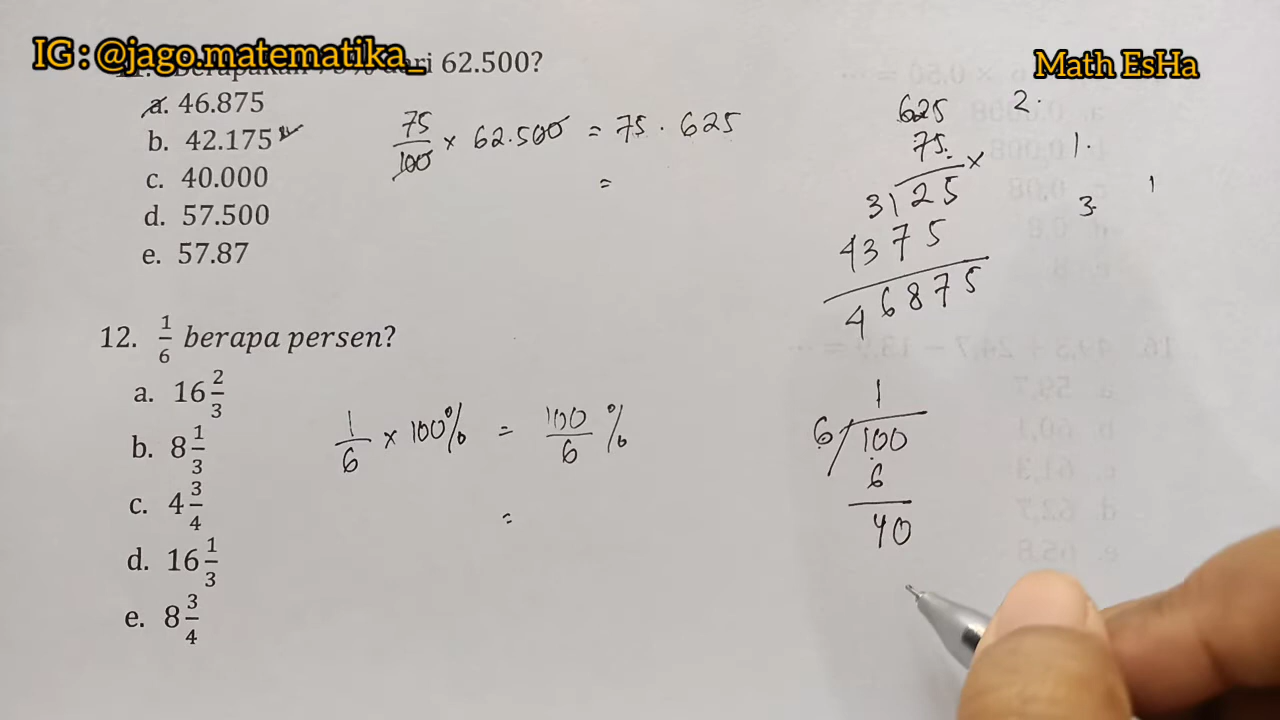 IG : @jago.matematika_
Math EsHa
dari 62.500?
a. 46.875
b. 42.175
c. 40.000
d. 57.500
e. 57.87
75/100 × 62.500 = 75 . 625
=
625
75 ×
3125
4375
46875
2.
1.
3.
1
12. 1/6 berapa persen?
a. 16 2/3
b. 8 1/3
c. 4 3/4
d. 16 1/3
e. 8 3/4
1/6 × 100% = 100/6 %
=
1
6 / 100
6
40